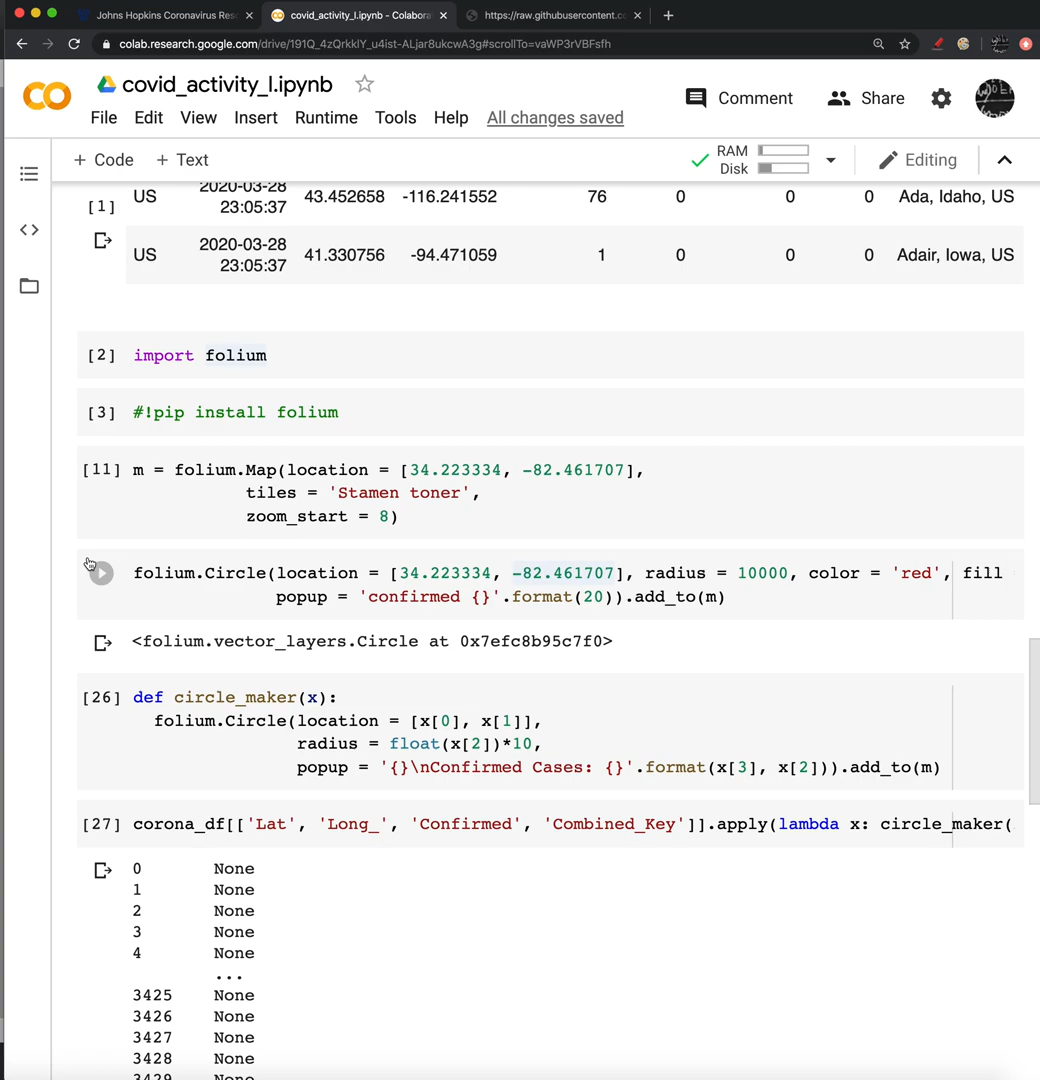 Johns Hopkins Coronavirus Res
covid_activity_I.ipynb - Colabora
https://raw.githubusercontent.c
colab.research.google.com/drive/191Q_4zQrkklY_u4ist-ALjar8ukcwA3g#scrollTo=vaWP3rVBFsfh
covid_activity_I.ipynb
Comment
Share
File Edit View Insert Runtime Tools Help All changes saved
+ Code + Text
RAM
Disk
Editing
[1]
US 2020-03-28 23:05:37 43.452658 -116.241552 76 0 0 0 Ada, Idaho, US
US 2020-03-28 23:05:37 41.330756 -94.471059 1 0 0 0 Adair, Iowa, US
[2] import folium
[3] #!pip install folium
[11] m = folium.Map(location = [34.223334, -82.461707],
tiles = 'Stamen toner',
zoom_start = 8)
folium.Circle(location = [34.223334, -82.461707], radius = 10000, color = 'red', fill
popup = 'confirmed {}'.format(20)).add_to(m)
<folium.vector_layers.Circle at 0x7efc8b95c7f0>
[26] def circle_maker(x):
folium.Circle(location = [x[0], x[1]],
radius = float(x[2])*10,
popup = '{}\nConfirmed Cases: {}'.format(x[3], x[2])).add_to(m)
[27] corona_df[['Lat', 'Long_', 'Confirmed', 'Combined_Key']].apply(lambda x: circle_maker(
0 None
1 None
2 None
3 None
4 None
...
3425 None
3426 None
3427 None
3428 None
3429 None